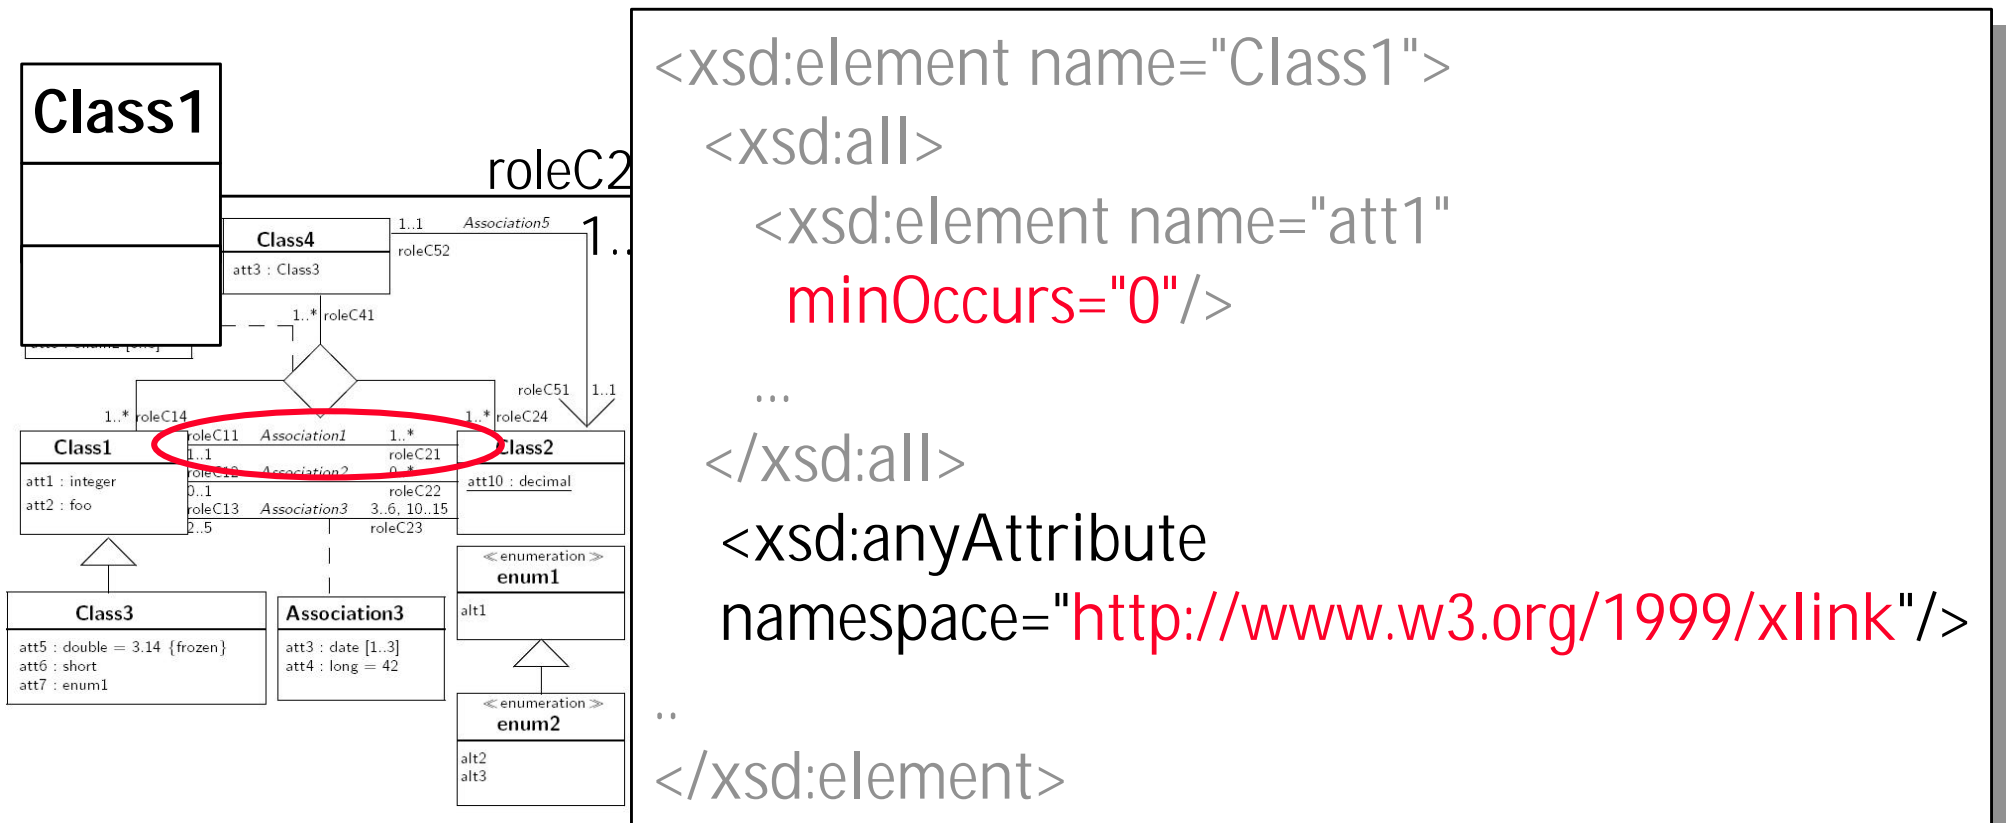 Class1
roleC2
1..
Class4
att3 : Class3
1..1 Association5
roleC52
1..* roleC41
roleC51 1..1
1..* roleC14
1..* roleC24
Class1
att1 : integer
att2 : foo
roleC11 Association1 1..*
1..1 roleC21
roleC12 Association2 0..*
0..1 roleC22
roleC13 Association3 3..6, 10..15
2..5 roleC23
Class2
att10 : decimal
Class3
att5 : double = 3.14 {frozen}
att6 : short
att7 : enum1
Association3
att3 : date [1..3]
att4 : long = 42
≪enumeration≫
enum1
alt1
≪enumeration≫
enum2
alt2
alt3
<xsd:element name="Class1">
<xsd:all>
<xsd:element name="att1"
minOccurs="0"/>
...
</xsd:all>
<xsd:anyAttribute
namespace="http://www.w3.org/1999/xlink"/>
..
</xsd:element>